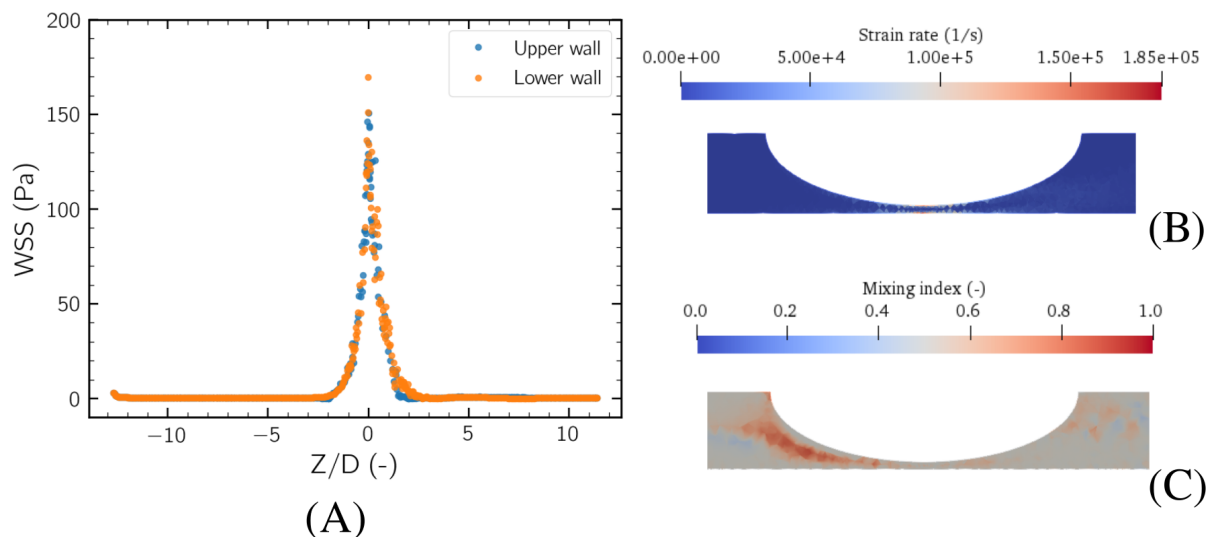 200
150
100
50
0
WSS (Pa)
Upper wall
Lower wall
−10 −5 0 5 10
Z/D (-)
(A)
Strain rate (1/s)
0.00e+00 5.00e+4 1.00e+5 1.50e+5 1.85e+05
(B)
Mixing index (-)
0.0 0.2 0.4 0.6 0.8 1.0
(C)